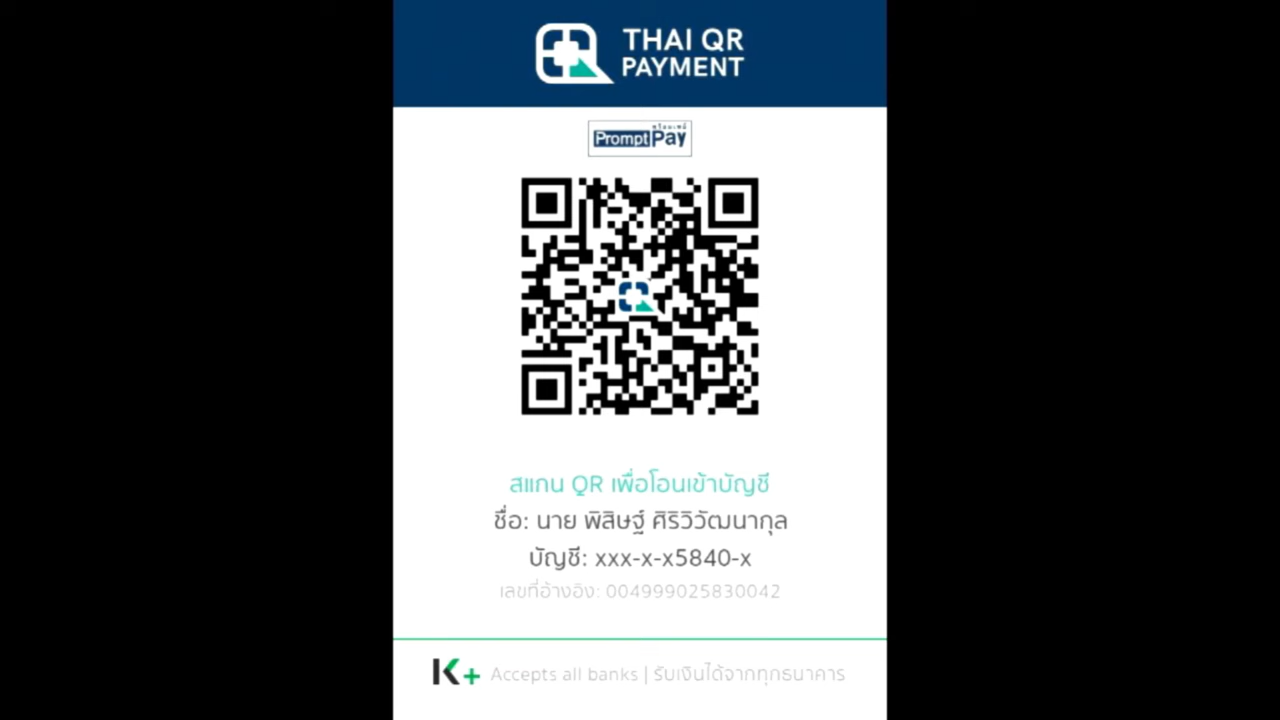 THAI QR
PAYMENT
พร้อมเพย์
PromptPay
สแกน QR เพื่อโอนเข้าบัญชี
ชื่อ: นาย พิสิษฐ์ ศิริวิวัฒนากุล
บัญชี: xxx-x-x5840-x
เลขที่อ้างอิง: 004999025830042
K+ Accepts all banks | รับเงินได้จากทุกธนาคาร